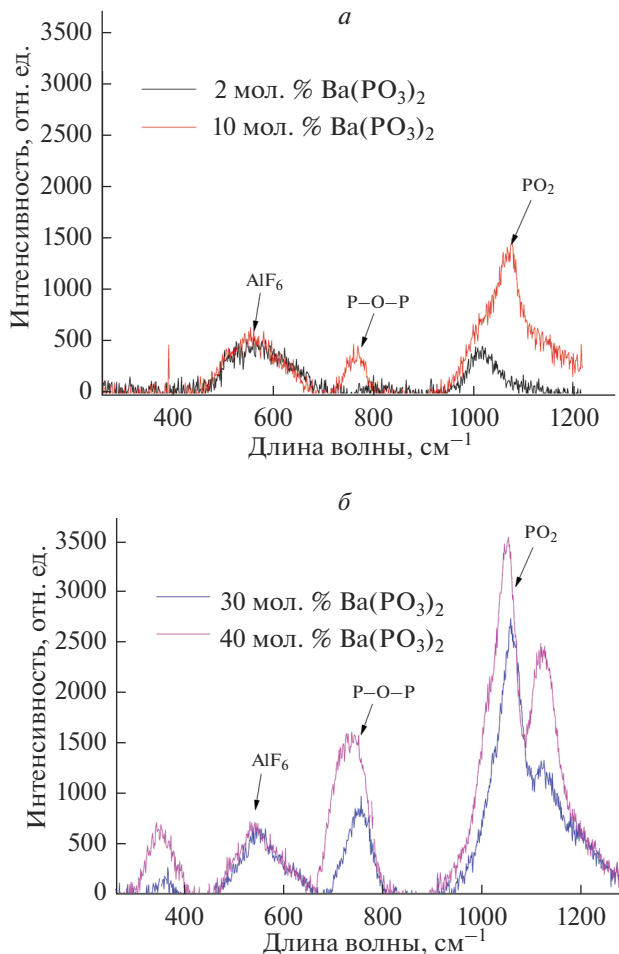 а
3500
3000
2500
2000
1500
1000
500
0
Интенсивность, отн. ед.
2 мол. % Ba(PO₃)₂
10 мол. % Ba(PO₃)₂
PO₂
AlF₆
P–O–P
400 600 800 1000 1200
Длина волны, см⁻¹
б
3500
3000
2500
2000
1500
1000
500
0
Интенсивность, отн. ед.
30 мол. % Ba(PO₃)₂
40 мол. % Ba(PO₃)₂
PO₂
P–O–P
AlF₆
400 600 800 1000 1200
Длина волны, см⁻¹